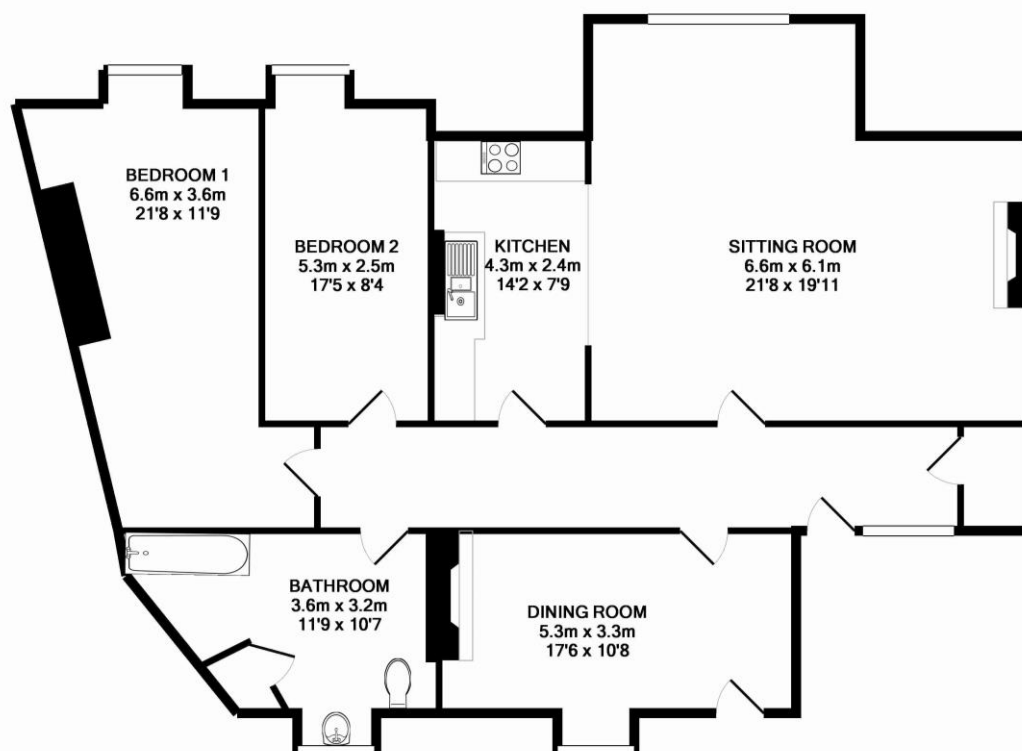 BEDROOM 1
6.6m x 3.6m
21'8 x 11'9
BEDROOM 2
5.3m x 2.5m
17'5 x 8'4
KITCHEN
4.3m x 2.4m
14'2 x 7'9
SITTING ROOM
6.6m x 6.1m
21'8 x 19'11
BATHROOM
3.6m x 3.2m
11'9 x 10'7
DINING ROOM
5.3m x 3.3m
17'6 x 10'8